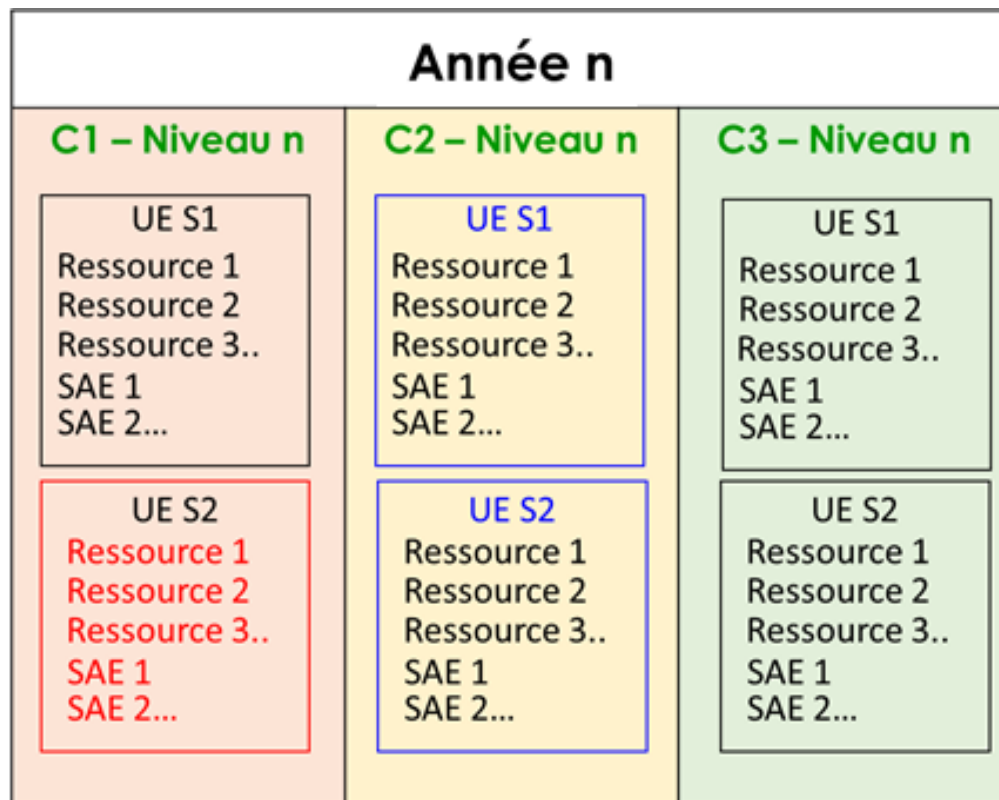 Année n
C1 – Niveau n
UE S1
Ressource 1
Ressource 2
Ressource 3..
SAE 1
SAE 2...
UE S2
Ressource 1
Ressource 2
Ressource 3..
SAE 1
SAE 2...
C2 – Niveau n
UE S1
Ressource 1
Ressource 2
Ressource 3..
SAE 1
SAE 2...
UE S2
Ressource 1
Ressource 2
Ressource 3..
SAE 1
SAE 2...
C3 – Niveau n
UE S1
Ressource 1
Ressource 2
Ressource 3..
SAE 1
SAE 2...
UE S2
Ressource 1
Ressource 2
Ressource 3..
SAE 1
SAE 2...